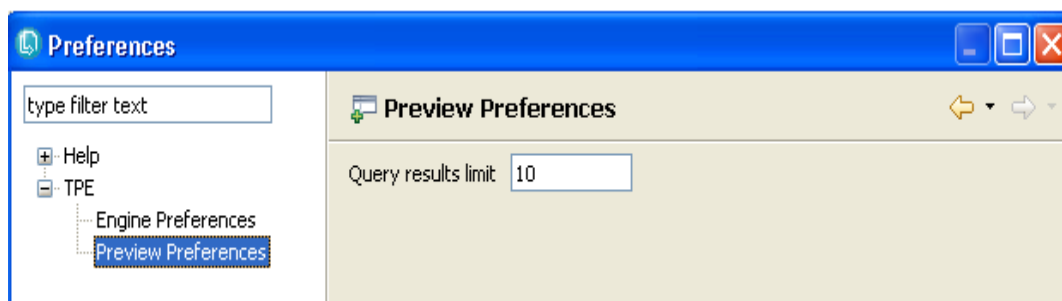 Preferences
type filter text
Help
TPE
Engine Preferences
Preview Preferences
Preview Preferences
Query results limit 10